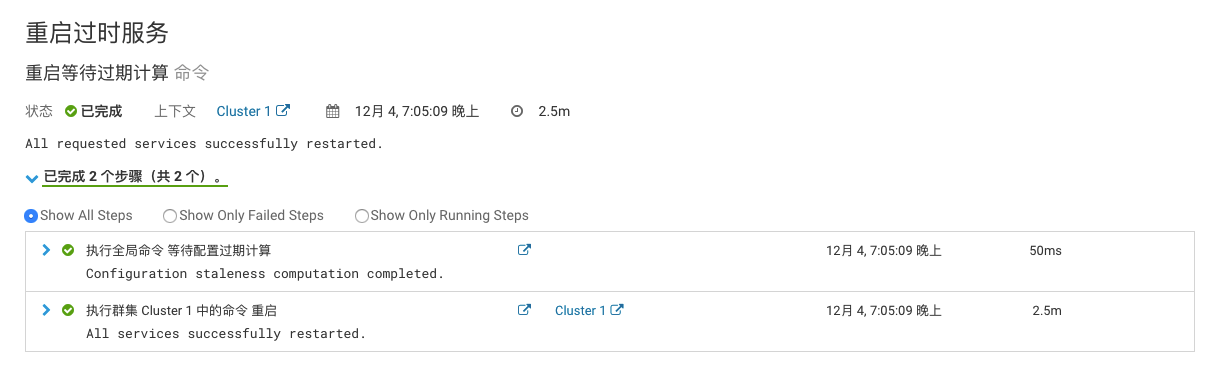 重启过时服务
重启等待过期计算 命令
状态 已完成 上下文 Cluster 1 12月 4, 7:05:09 晚上 2.5m
All requested services successfully restarted.
已完成 2 个步骤（共 2 个）。
Show All Steps Show Only Failed Steps Show Only Running Steps
执行全局命令 等待配置过期计算 12月 4, 7:05:09 晚上 50ms
Configuration staleness computation completed.
执行群集 Cluster 1 中的命令 重启 Cluster 1 12月 4, 7:05:09 晚上 2.5m
All services successfully restarted.